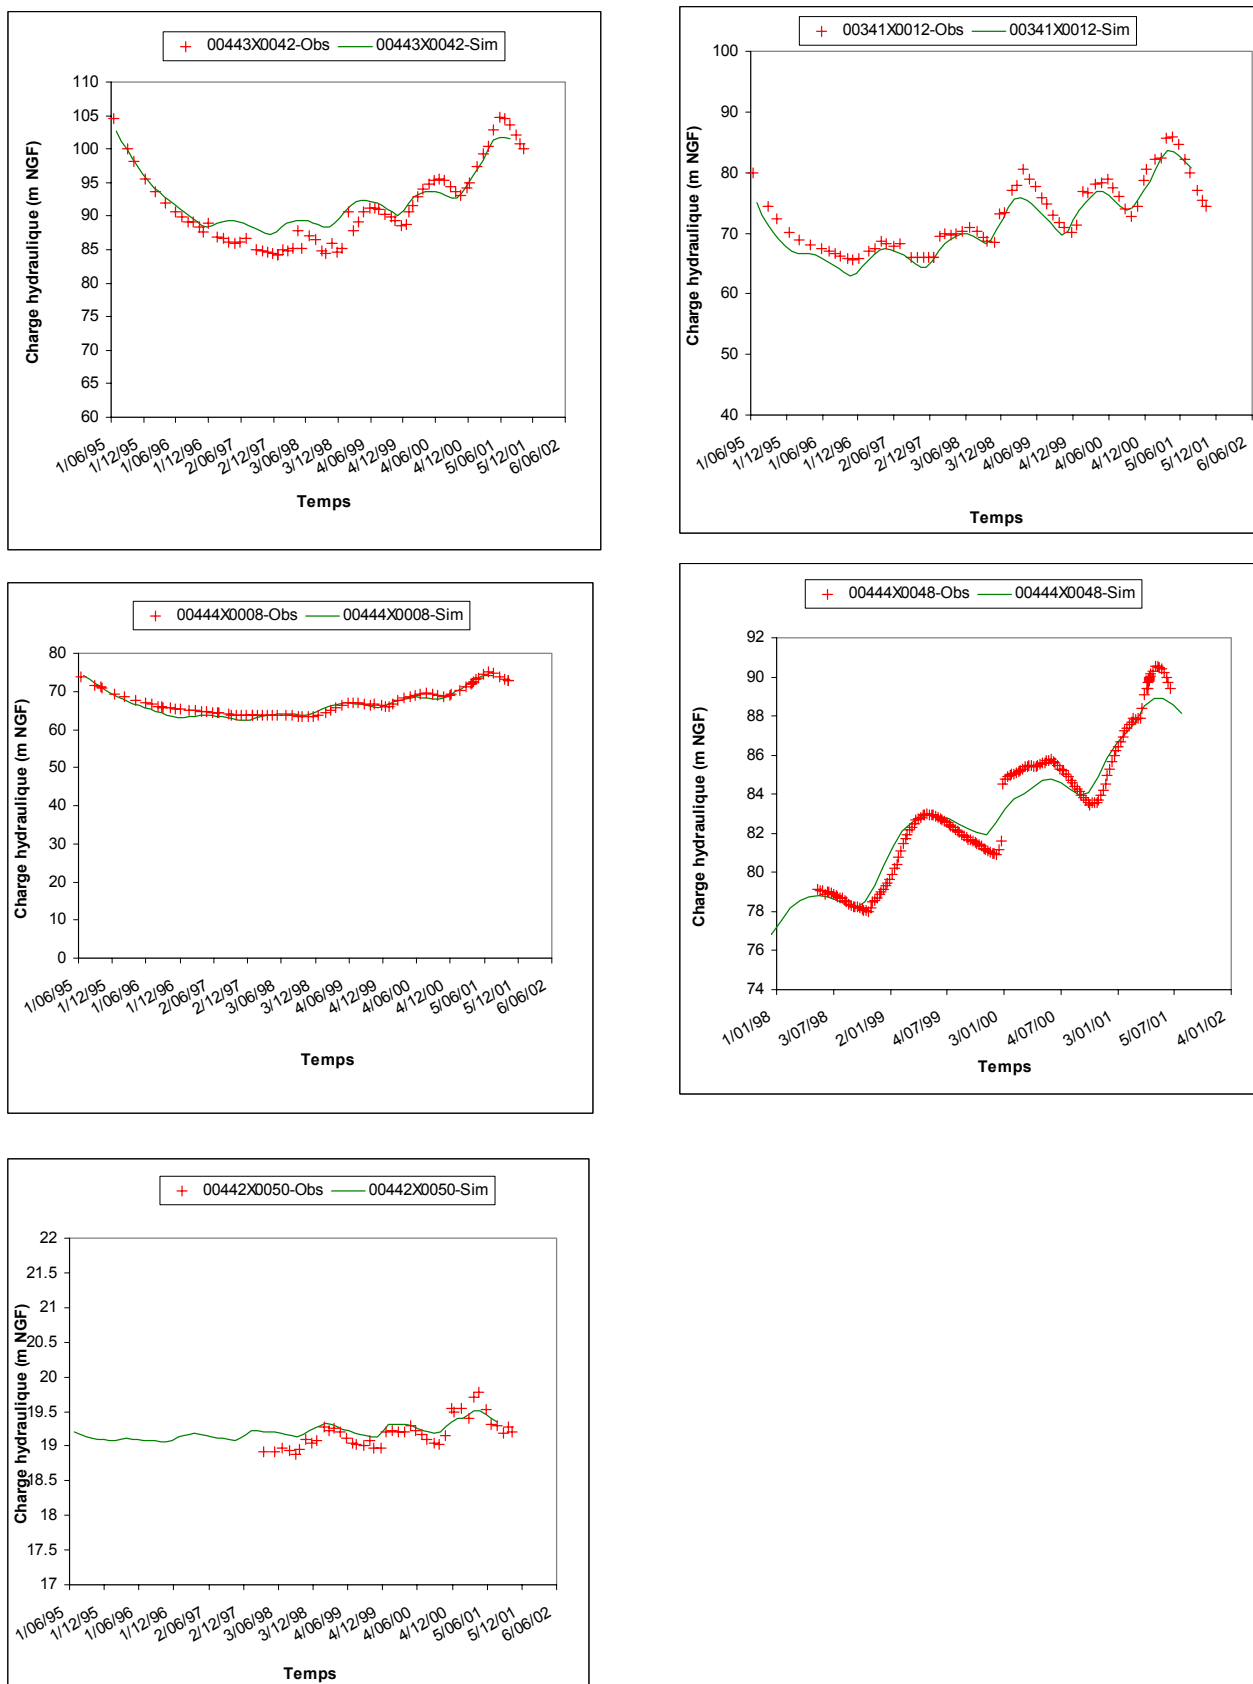 00443X0042-Obs 00443X0042-Sim
Charge hydraulique (m NGF)
110
105
100
95
90
85
80
75
70
65
60
1/06/95 1/12/95 1/06/96 1/12/96 2/06/97 2/12/97 3/06/98 3/12/98 4/06/99 4/12/99 4/06/00 4/12/00 5/06/01 5/12/01 6/06/02
Temps
00341X0012-Obs 00341X0012-Sim
Charge hydraulique (m NGF)
100
90
80
70
60
50
40
1/06/95 1/12/95 1/06/96 1/12/96 2/06/97 2/12/97 3/06/98 3/12/98 4/06/99 4/12/99 4/06/00 4/12/00 5/06/01 5/12/01 6/06/02
Temps
00444X0008-Obs 00444X0008-Sim
Charge hydraulique (m NGF)
80
70
60
50
40
30
20
10
0
1/06/95 1/12/95 1/06/96 1/12/96 2/06/97 2/12/97 3/06/98 3/12/98 4/06/99 4/12/99 4/06/00 4/12/00 5/06/01 5/12/01 6/06/02
Temps
00444X0048-Obs 00444X0048-Sim
Charge hydraulique (m NGF)
92
90
88
86
84
82
80
78
76
74
1/01/98 3/07/98 2/01/99 4/07/99 3/01/00 4/07/00 3/01/01 5/07/01 4/01/02
Temps
00442X0050-Obs 00442X0050-Sim
Charge hydraulique (m NGF)
22
21.5
21
20.5
20
19.5
19
18.5
18
17.5
17
1/06/95 1/12/95 1/06/96 1/12/96 2/06/97 2/12/97 3/06/98 3/12/98 4/06/99 4/12/99 4/06/00 4/12/00 5/06/01 5/12/01 6/06/02
Temps